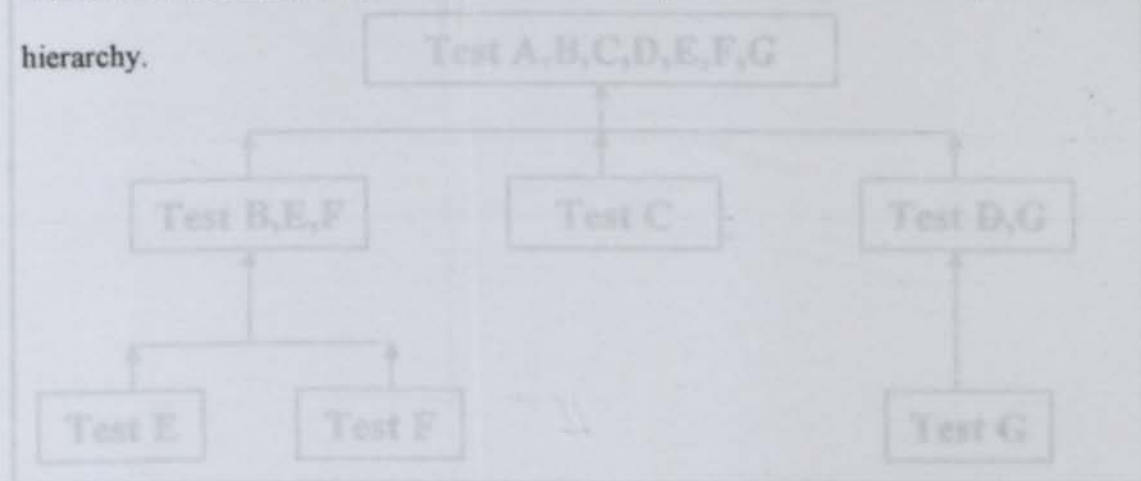 hierarchy.
Test A,B,C,D,E,F,G
Test B,E,F
Test C
Test D,G
Test E
Test F
Test G